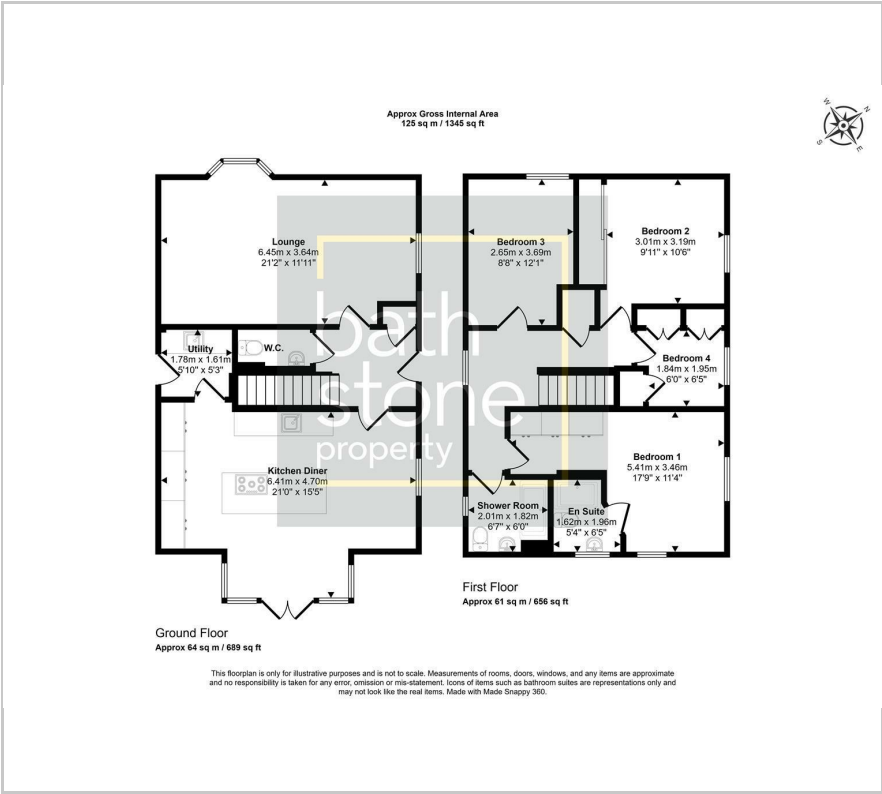 Approx Gross Internal Area
125 sq m / 1345 sq ft
W
N
S
E
Lounge
6.45m x 3.64m
21'2" x 11'11"
Bedroom 3
2.65m x 3.69m
8'8" x 12'1"
Bedroom 2
3.01m x 3.19m
9'11" x 10'6"
Utility
1.78m x 1.61m
5'10" x 5'3"
W.C.
Bedroom 4
1.84m x 1.95m
6'0" x 6'5"
bath
stone
property
Kitchen Diner
6.41m x 4.70m
21'0" x 15'5"
Bedroom 1
5.41m x 3.46m
17'9" x 11'4"
Shower Room
2.01m x 1.82m
6'7" x 6'0"
En Suite
1.62m x 1.96m
5'4" x 6'5"
First Floor
Approx 61 sq m / 656 sq ft
Ground Floor
Approx 64 sq m / 689 sq ft
This floorplan is only for illustrative purposes and is not to scale. Measurements of rooms, doors, windows, and any items are approximate
and no responsibility is taken for any error, omission or mis-statement. Icons of items such as bathroom suites are representations only and
may not look like the real items. Made with Made Snappy 360.